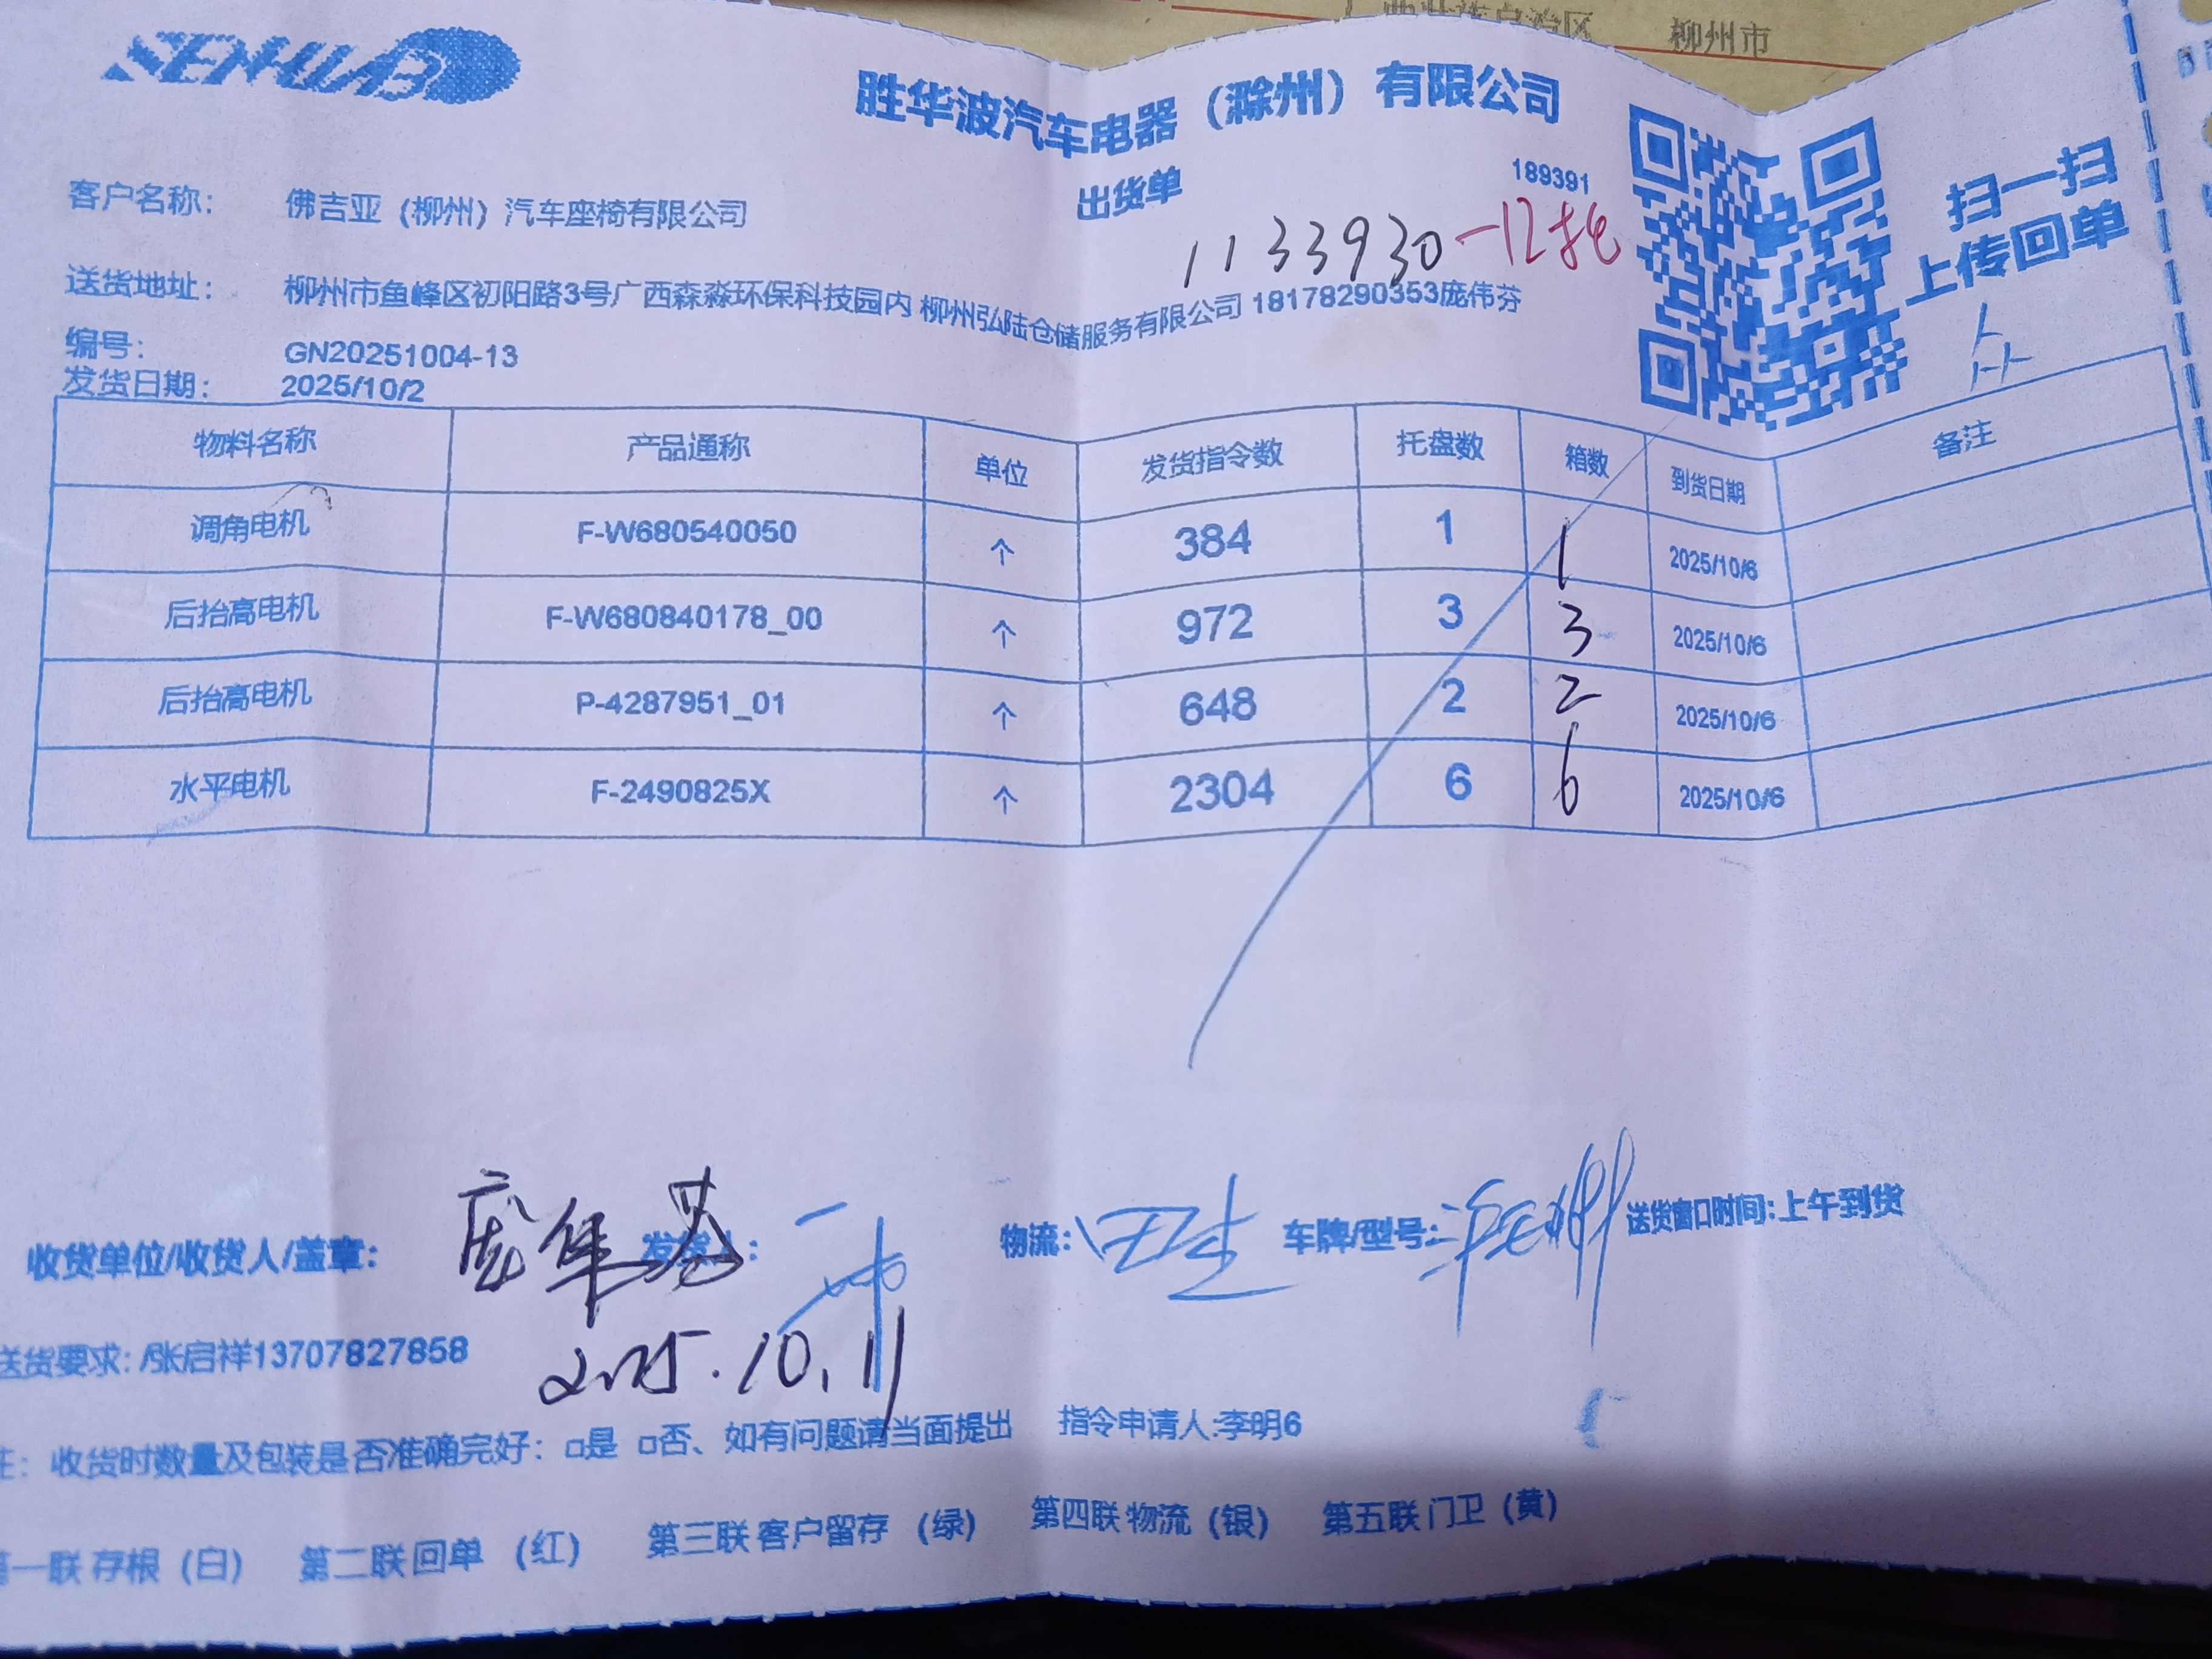 广西壮族自治区 柳州市
SENHUAB
胜华波汽车电器（滁州）有限公司
扫一扫
上传回单
出货单
189391
1133930-12托
客户名称： 佛吉亚（柳州）汽车座椅有限公司
送货地址： 柳州市鱼峰区初阳路3号广西森淼环保科技园内 柳州弘陆仓储服务有限公司 18178290353庞伟芬
编号： GN20251004-13
发货日期： 2025/10/2
物料名称 产品通称 单位 发货指令数 托盘数 箱数 到货日期 备注
调角电机 F-W680540050 个 384 1 1 2025/10/6
后抬高电机 F-W680840178_00 个 972 3 3 2025/10/6
后抬高电机 P-4287951_01 个 648 2 2 2025/10/6
水平电机 F-2490825X 个 2304 6 6 2025/10/6
收货单位/收货人/盖章： 发货人： 物流： 车牌/型号： 送货窗口时间：上午到货
2025.10.11
送货要求：/张启祥13707827858
注：收货时数量及包装是否准确完好：□是 □否、如有问题请当面提出 指令申请人:李明6
第一联 存根（白） 第二联 回单 （红） 第三联 客户留存 （绿） 第四联 物流（银） 第五联 门卫（黄）